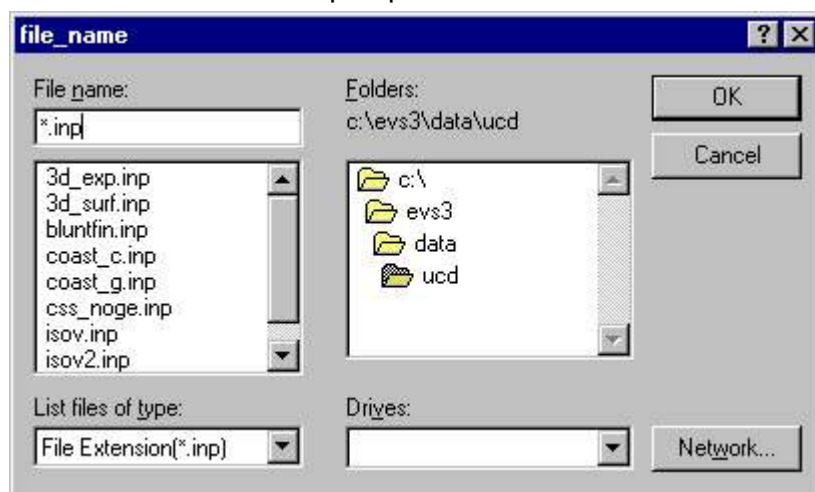 file_name
File name:
*.inp
3d_exp.inp
3d_surf.inp
bluntfin.inp
coast_c.inp
coast_g.inp
css_noge.inp
isov.inp
isov2.inp
List files of type:
File Extension(*.inp)
Folders:
c:\evs3\data\ucd
c:\
evs3
data
ucd
Drives:
OK
Cancel
Network...